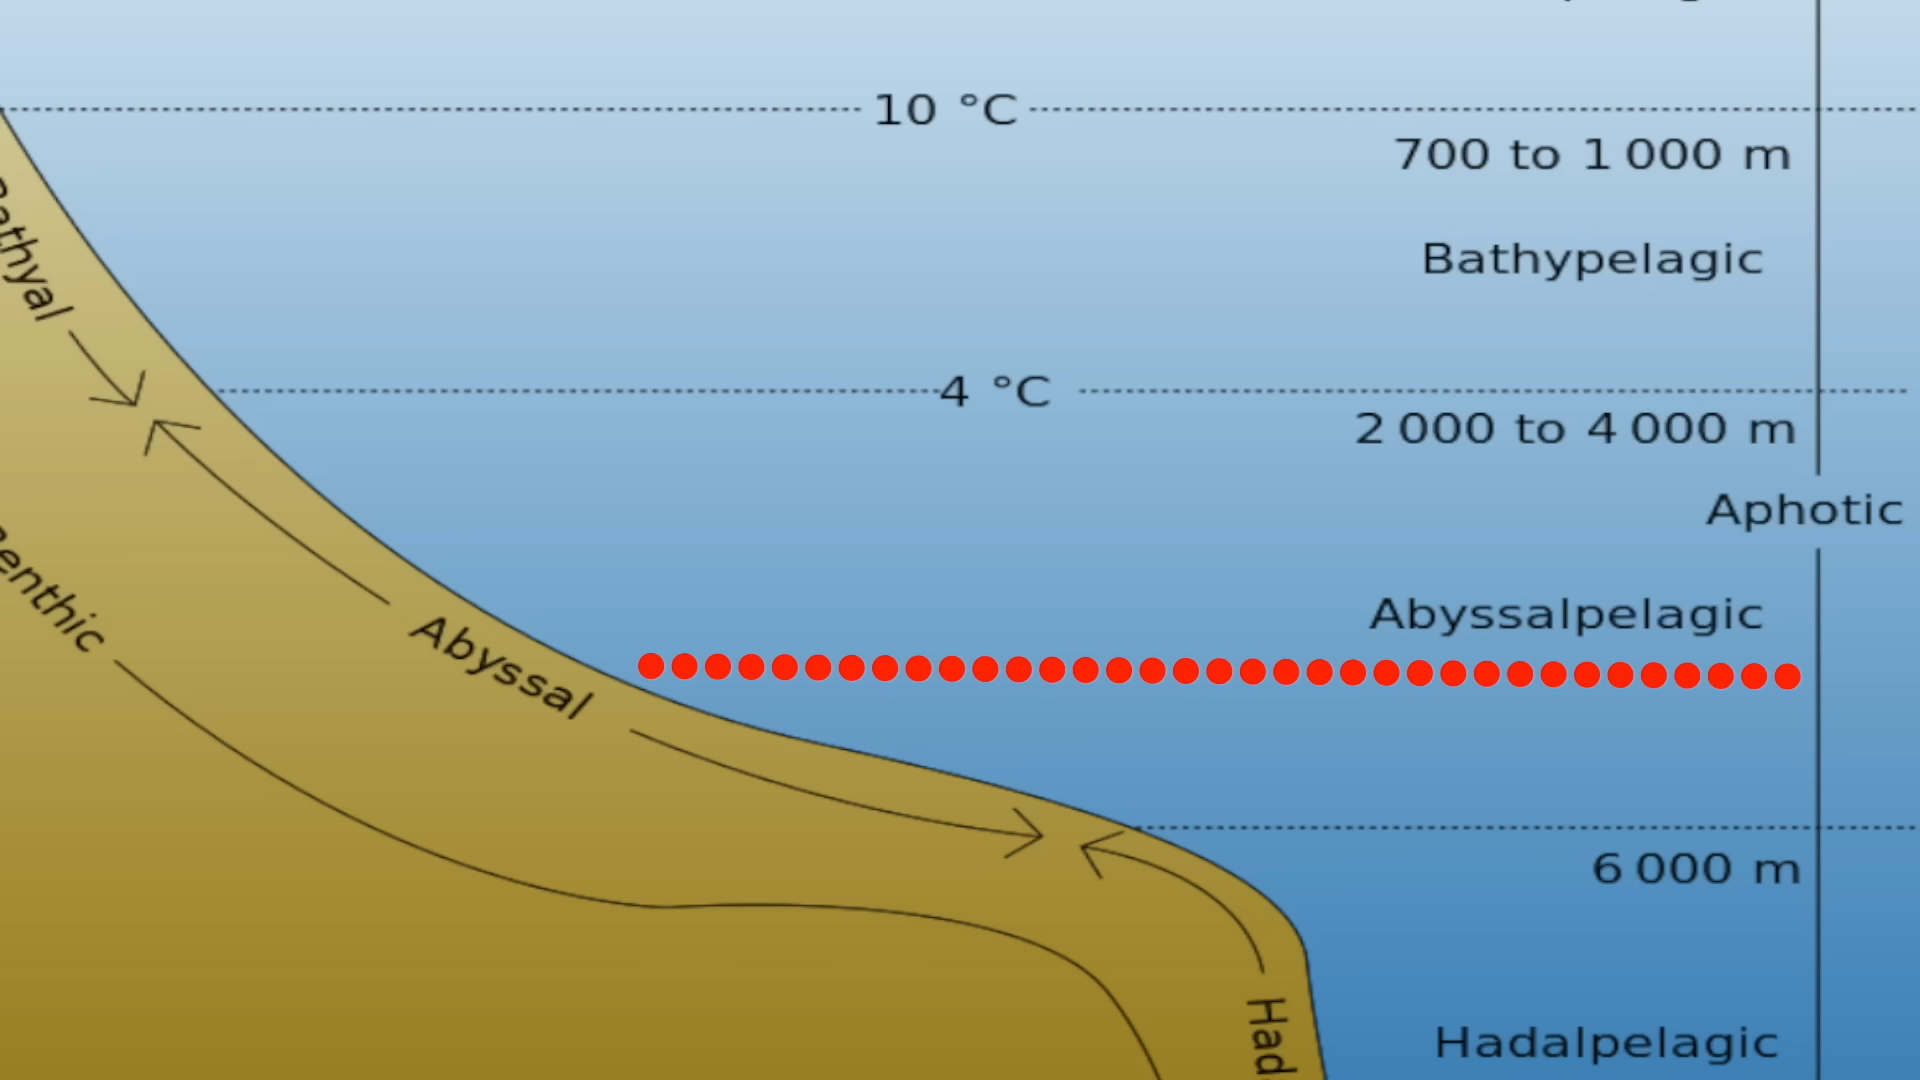 10 °C
700 to 1 000 m
Bathypelagic
4 °C
2 000 to 4 000 m
Aphotic
Abyssalpelagic
Abyssal
6 000 m
Hadalpelagic